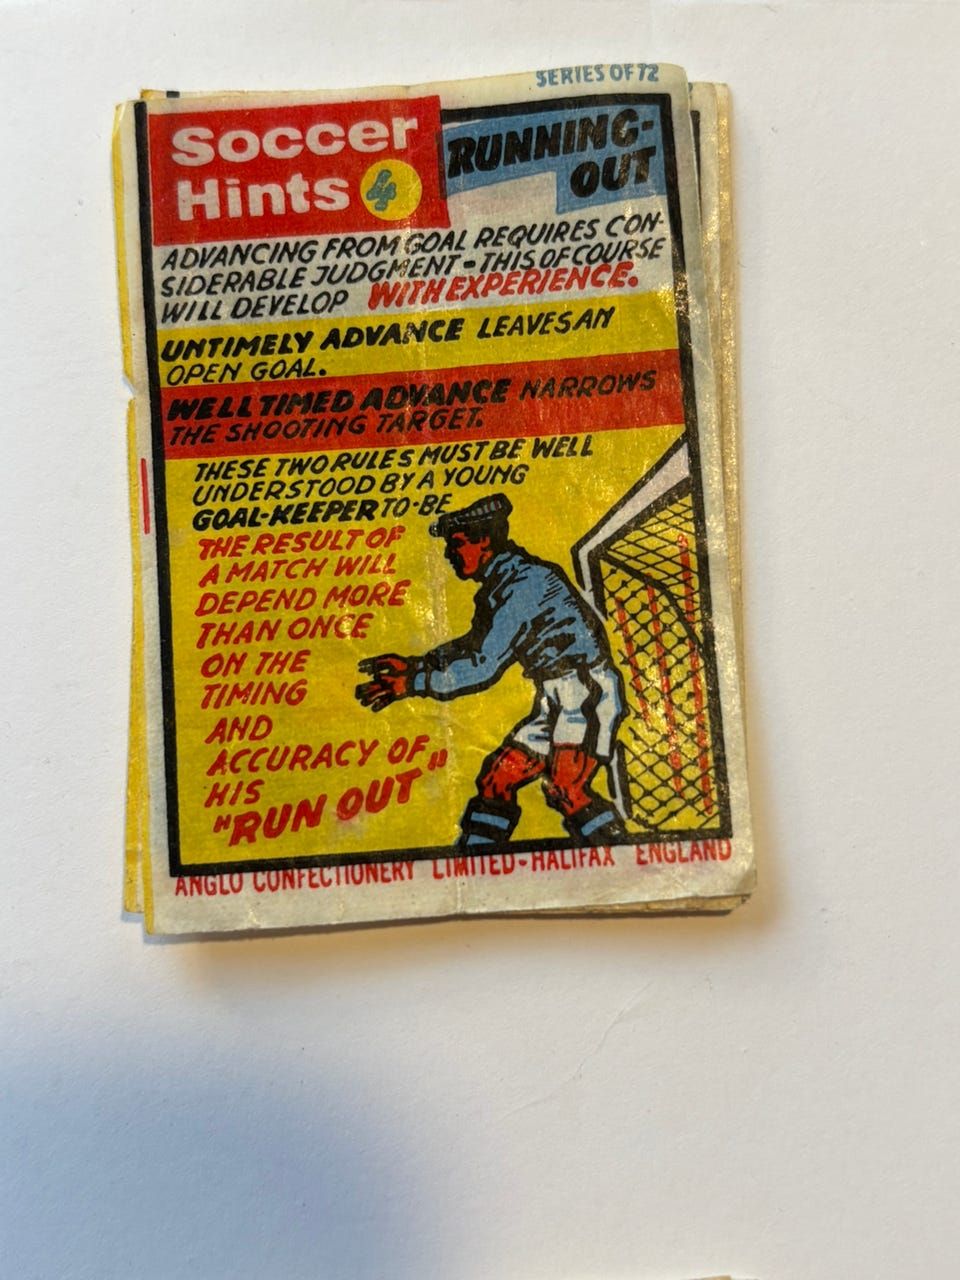 SERIES OF 72
Soccer
Hints 4
RUNNING-
OUT
ADVANCING FROM GOAL REQUIRES CON-
SIDERABLE JUDGMENT - THIS OF COURSE
WILL DEVELOP WITH EXPERIENCE.
UNTIMELY ADVANCE LEAVES AN
OPEN GOAL.
WELL TIMED ADVANCE NARROWS
THE SHOOTING TARGET.
THESE TWO RULES MUST BE WELL
UNDERSTOOD BY A YOUNG
GOAL-KEEPER TO-BE
THE RESULT OF
A MATCH WILL
DEPEND MORE
THAN ONCE
ON THE
TIMING
AND
ACCURACY OF
HIS
"RUN OUT"
ANGLO CONFECTIONERY LIMITED-HALIFAX ENGLAND